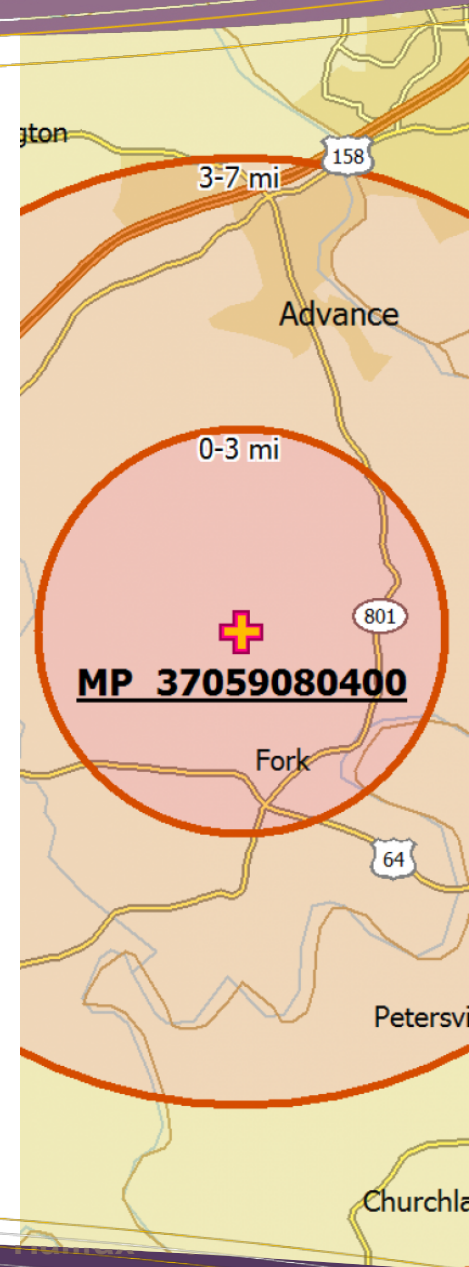 gton
158
3-7 mi
Advance
0-3 mi
801
MP 37059080400
Fork
64
Petersvi
Churchla